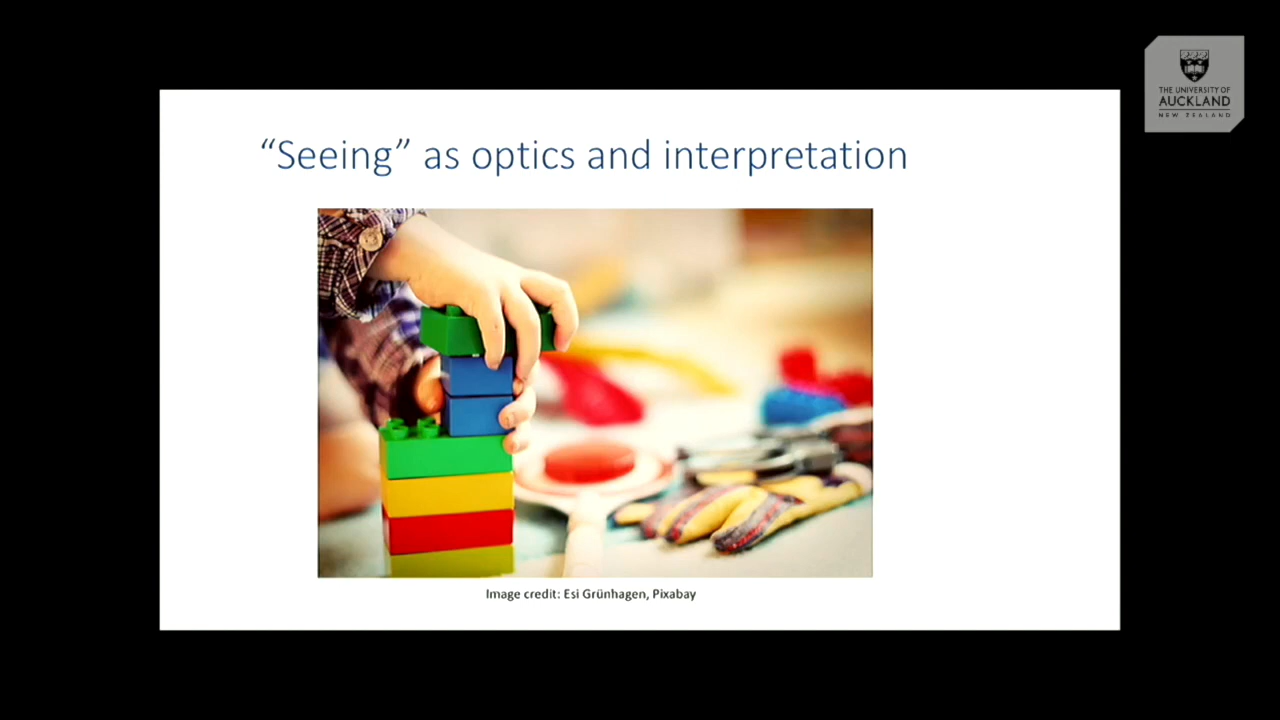 “Seeing” as optics and interpretation
Image credit: Esi Grünhagen, Pixabay
THE UNIVERSITY OF
AUCKLAND
NEW ZEALAND